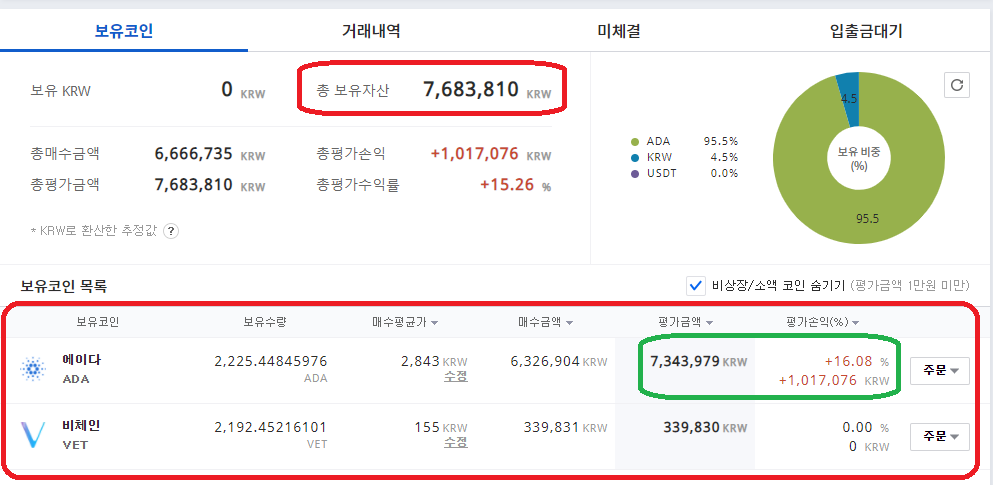 보유코인 거래내역 미체결 입출금대기
보유 KRW 0 KRW 총 보유자산 7,683,810 KRW
총매수금액 6,666,735 KRW 총평가손익 +1,017,076 KRW
총평가금액 7,683,810 KRW 총평가수익률 +15.26 %
* KRW로 환산한 추정값 ?
ADA 95.5%
KRW 4.5%
USDT 0.0%
4.5
보유 비중
(%)
95.5
보유코인 목록 비상장/소액 코인 숨기기 (평가금액 1만원 미만)
보유코인 보유수량 매수평균가 매수금액 평가금액 평가손익(%)
에이다 2,225.44845976 2,843 KRW 6,326,904 KRW 7,343,979 KRW +16.08 % 주문
ADA ADA 수정 +1,017,076 KRW
비체인 2,192.45216101 155 KRW 339,831 KRW 339,830 KRW 0.00 % 주문
VET VET 수정 0 KRW